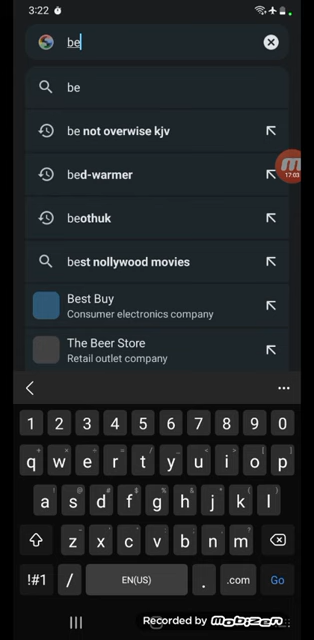 3:22
be
be
be not overwise kjv
bed-warmer
17:03
beothuk
best nollywood movies
Best Buy
Consumer electronics company
The Beer Store
Retail outlet company
1 2 3 4 5 6 7 8 9 0
q w e r t y u i o p
a s d f g h j k l
z x c v b n m
!#1 / EN(US) . .com Go
Recorded by mobizen